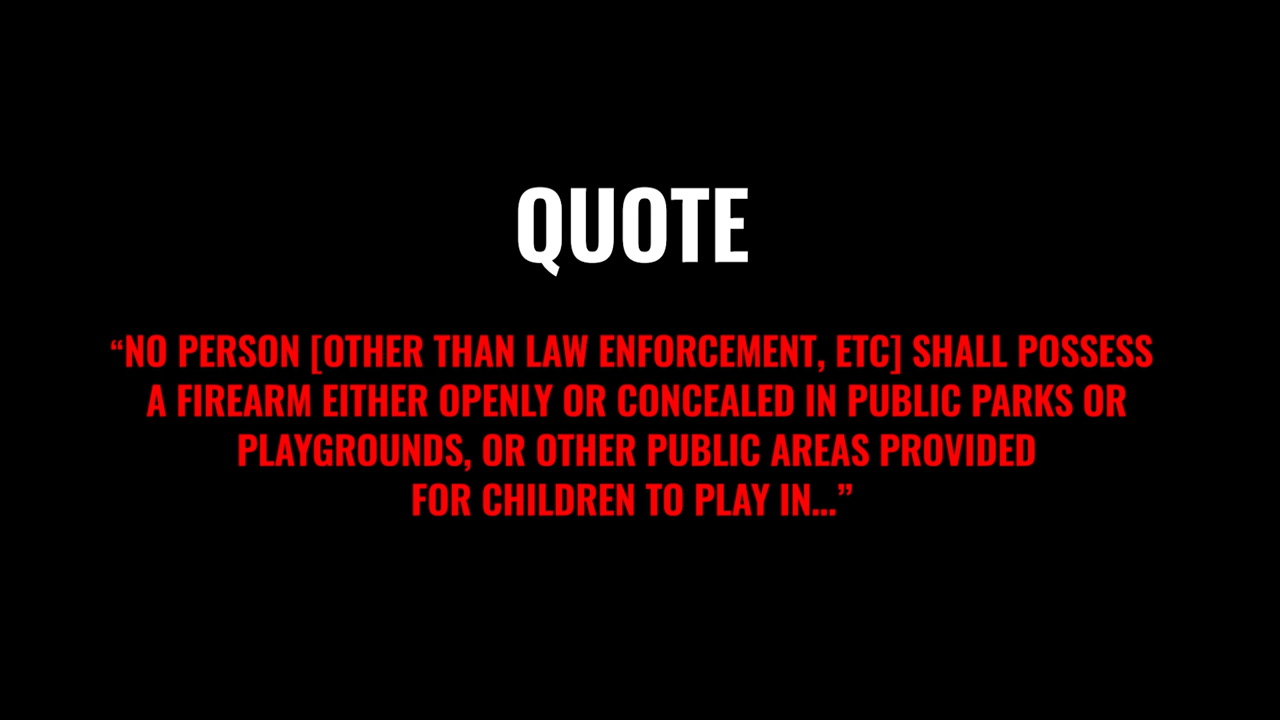 QUOTE
“NO PERSON [OTHER THAN LAW ENFORCEMENT, ETC] SHALL POSSESS
A FIREARM EITHER OPENLY OR CONCEALED IN PUBLIC PARKS OR
PLAYGROUNDS, OR OTHER PUBLIC AREAS PROVIDED
FOR CHILDREN TO PLAY IN...”